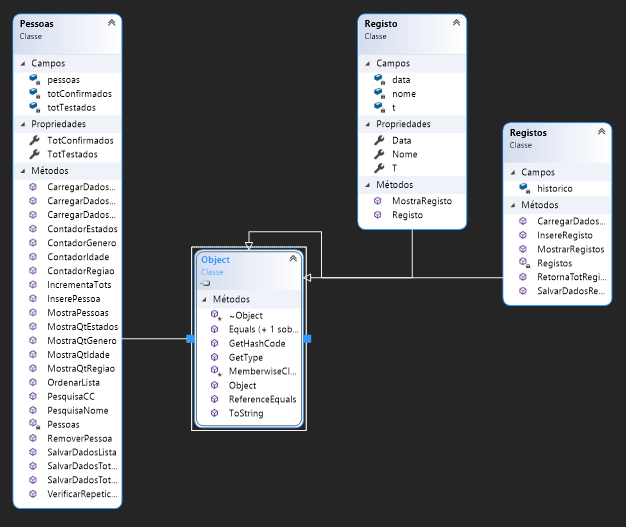 Pessoas
Classe
Campos
pessoas
totConfirmados
totTestados
Propriedades
TotConfirmados
TotTestados
Métodos
CarregarDados...
CarregarDados...
CarregarDados...
ContadorEstados
ContadorGenero
ContadorIdade
ContadorRegiao
IncrementaTots
InserePessoa
MostraPessoas
MostraQtEstados
MostraQtGenero
MostraQtIdade
MostraQtRegiao
OrdenarLista
PesquisaCC
PesquisaNome
Pessoas
RemoverPessoa
SalvarDadosLista
SalvarDadosTot...
SalvarDadosTot...
VerificarRepetic...
Object
Classe
Métodos
~Object
Equals (+ 1 sob...
GetHashCode
GetType
MemberwiseCl...
Object
ReferenceEquals
ToString
Registo
Classe
Campos
data
nome
t
Propriedades
Data
Nome
T
Métodos
MostraRegisto
Registo
Registos
Classe
Campos
historico
Métodos
CarregarDados...
InsereRegisto
MostrarRegistos
Registos
RetornaTotRegi...
SalvarDadosRe...